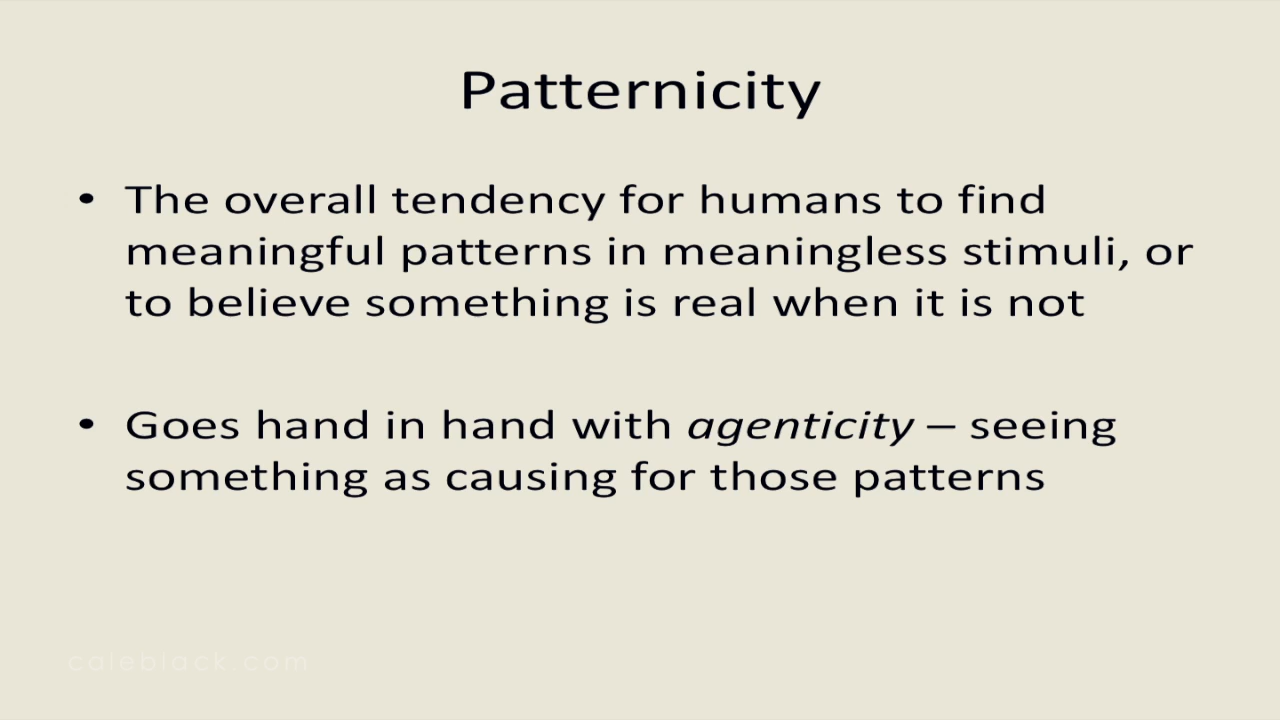 Patternicity
• The overall tendency for humans to find
meaningful patterns in meaningless stimuli, or
to believe something is real when it is not
• Goes hand in hand with agenticity – seeing
something as causing for those patterns
caleblack.com